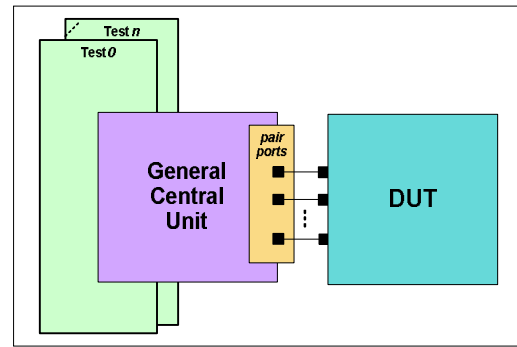 Test n
Test 0
pair
ports
General
Central
Unit
DUT